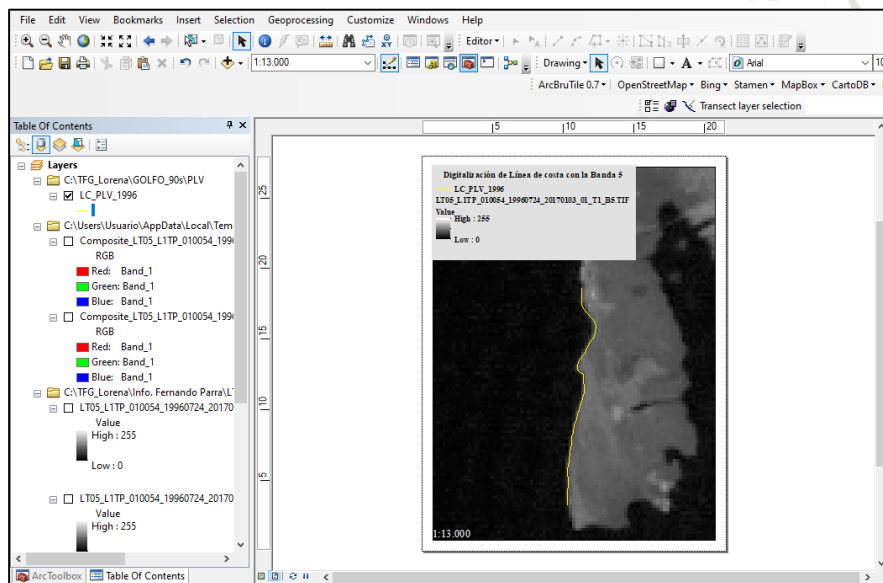 File Edit View Bookmarks Insert Selection Geoprocessing Customize Windows Help
Editor
1:13.000
Drawing
Arial
10
ArcBruTile 0.7 OpenStreetMap Bing Stamen MapBox CartoDB
Transect layer selection
Table Of Contents
Layers
C:\TFG_Lorena\GOLFO_90s\PLV
LC_PLV_1996
C:\Users\Usuario\AppData\Local\Tem
Composite_LT05_L1TP_010054_199
RGB
Red: Band_1
Green: Band_1
Blue: Band_1
Composite_LT05_L1TP_010054_199
RGB
Red: Band_1
Green: Band_1
Blue: Band_1
C:\TFG_Lorena\Info. Fernando Parra\L
LT05_L1TP_010054_19960724_20170
Value
High : 255
Low : 0
LT05_L1TP_010054_19960724_20170
Value
High : 255
ArcToolbox Table Of Contents
5 10 15 20
25
20
15
10
5
Digitalización de Línea de costa con la Banda 5
LC_PLV_1996
LT05_L1TP_010054_19960724_20170103_01_T1_B5.TIF
Value
High : 255
Low : 0
1:13.000